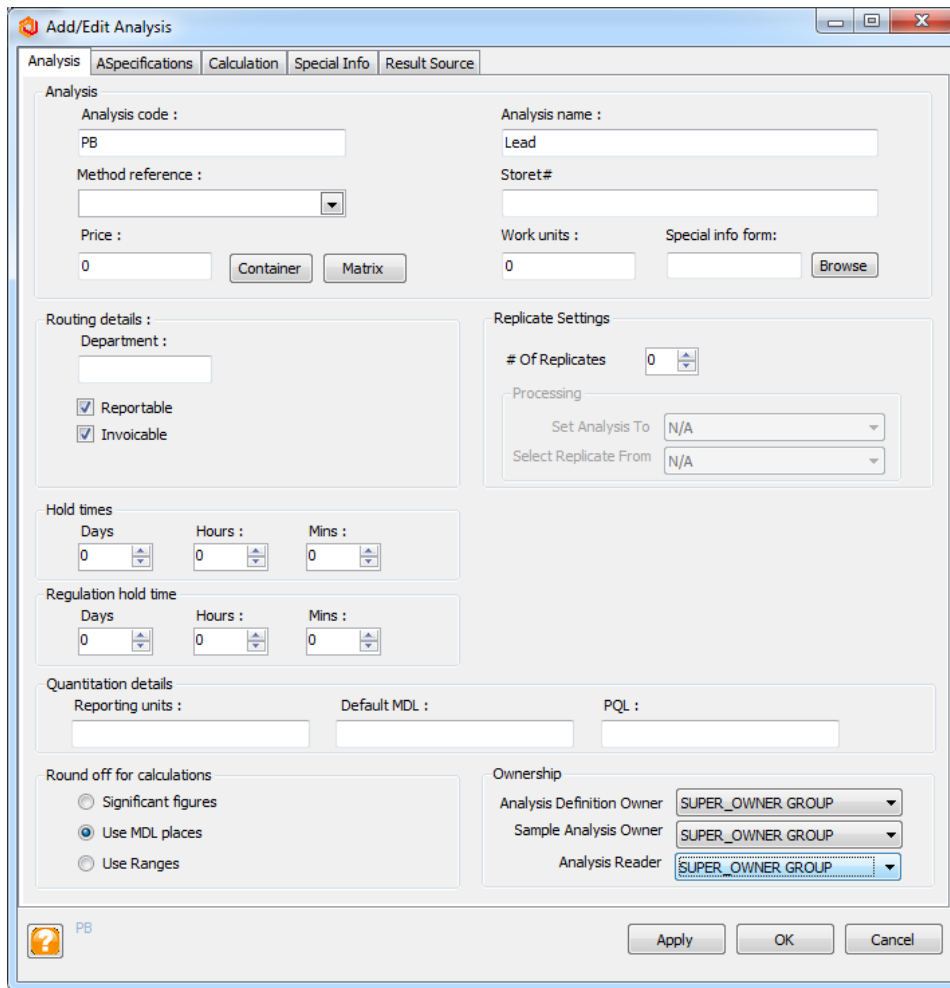 Add/Edit Analysis
Analysis ASpecifications Calculation Special Info Result Source
Analysis
Analysis code : Analysis name :
PB Lead
Method reference : Storet#
Price : Work units : Special info form:
0 Container Matrix 0 Browse
Routing details : Replicate Settings
Department :
# Of Replicates 0
Processing
Reportable
Set Analysis To N/A
Invoicable
Select Replicate From N/A
Hold times
Days Hours : Mins :
0 0 0
Regulation hold time
Days Hours : Mins :
0 0 0
Quantitation details
Reporting units : Default MDL : PQL :
Round off for calculations Ownership
Significant figures Analysis Definition Owner SUPER_OWNER GROUP
Use MDL places Sample Analysis Owner SUPER_OWNER GROUP
Use Ranges Analysis Reader SUPER_OWNER GROUP
? PB Apply OK Cancel